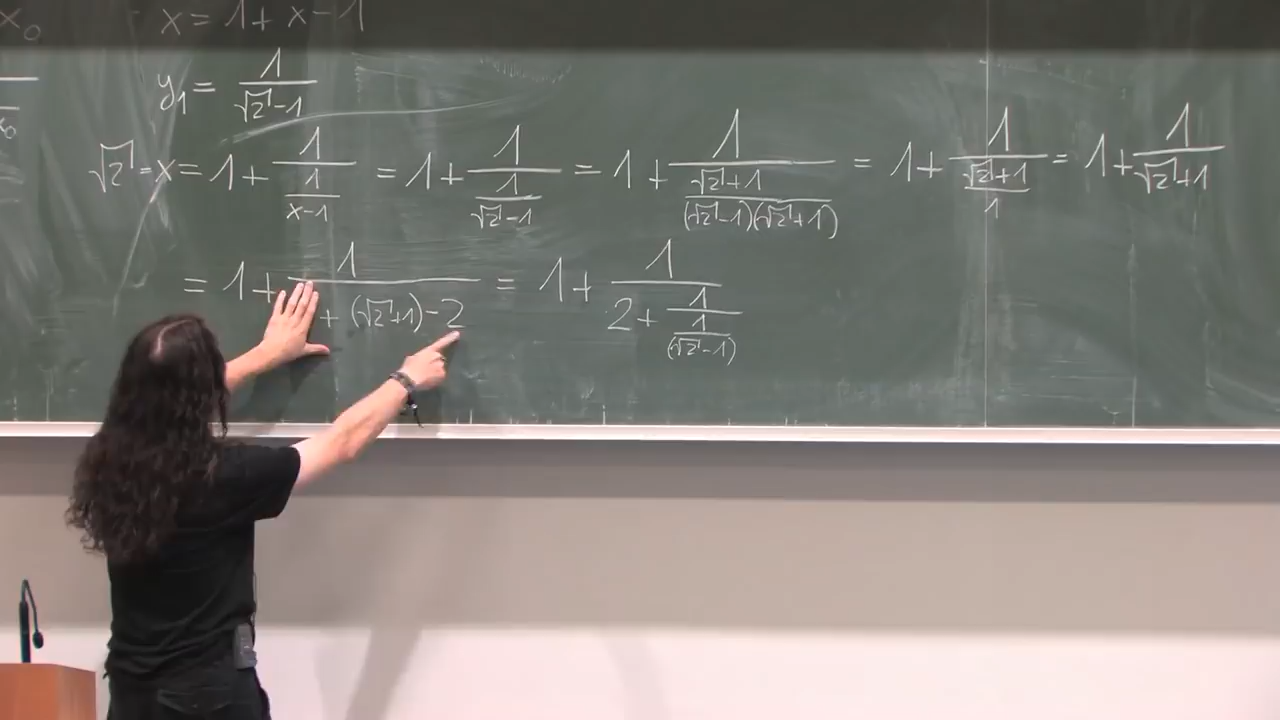 x₀ x = 1 + x - 1
y₁ = 1/(√2 - 1)
x₀ √2 = x = 1 + 1/(1/(x-1)) = 1 + 1/(1/(√2-1)) = 1 + 1/((√2+1)/((√2-1)(√2+1))) = 1 + 1/((√2+1)/1) = 1 + 1/(√2+1)
= 1 + 1/(+ (√2+1) - 2) = 1 + 1/(2 + 1/(1/(√2-1)))